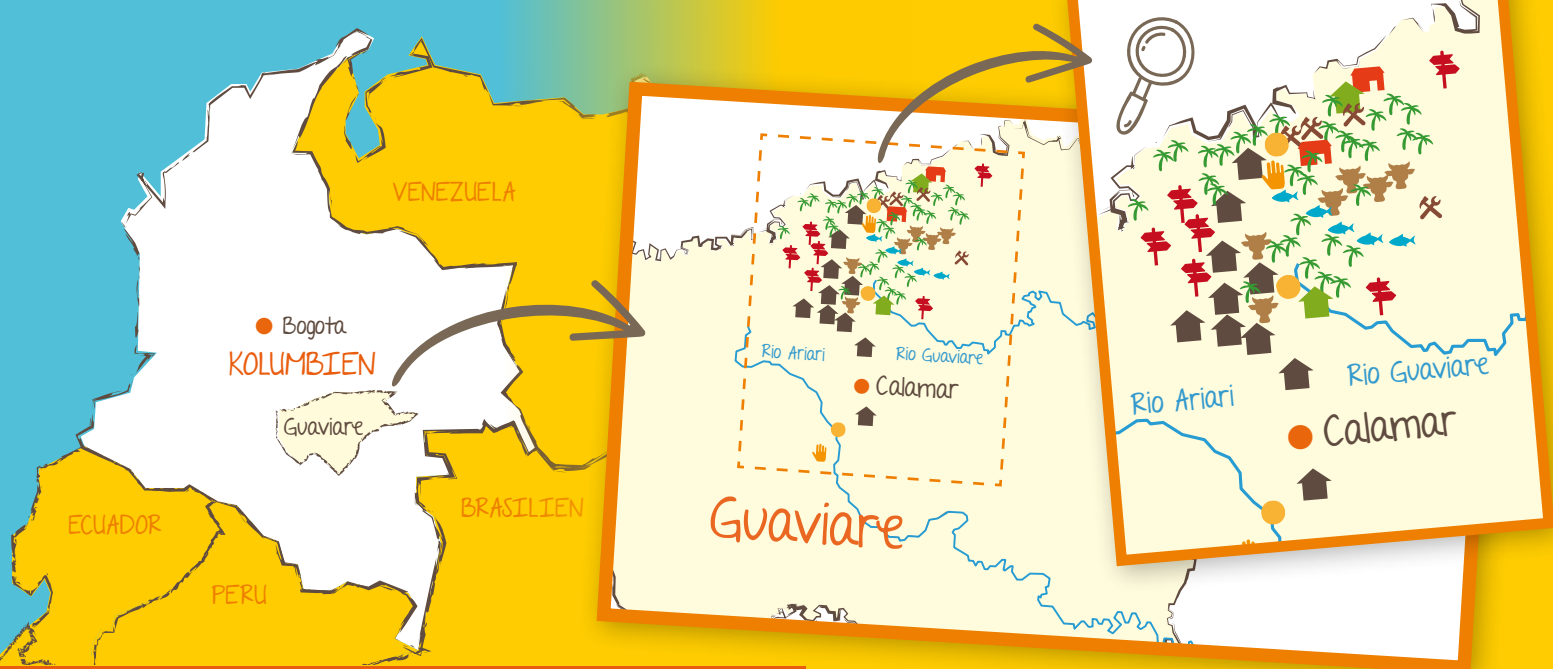 VENEZUELA
Bogota
KOLUMBIEN
Guaviare
ECUADOR
BRASILIEN
PERU
Rio Ariari
Rio Guaviare
Calamar
Guaviare
Rio Guaviare
Rio Ariari
Calamar